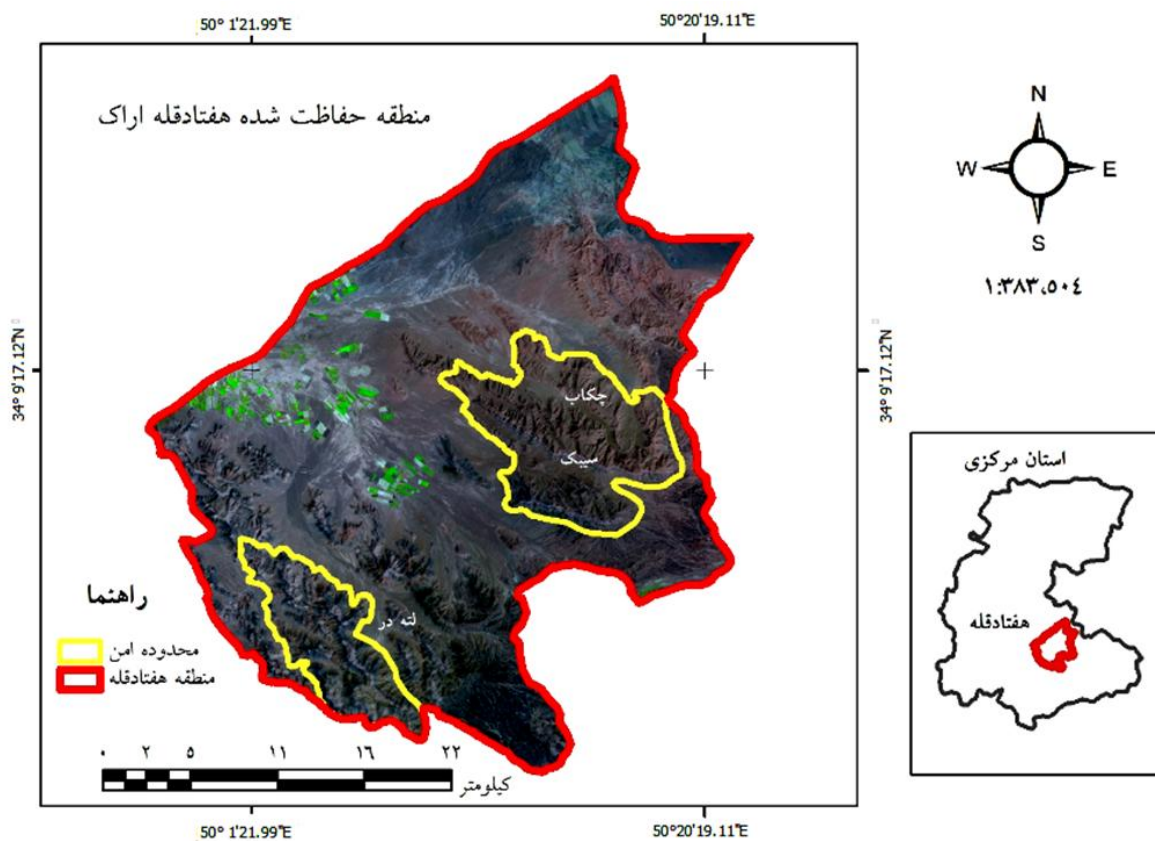 50° 1'21.99"E
50° 20'19.11"E
منطقه حفاظت شده هفتادقله اراک
N
W
E
S
۱:۳۸۳،۵۰٤
34° 9'17.12"N
34° 9'17.12"N
چکاب
سیبک
لته در
راهنما
محدوده امن
منطقه هفتادقله
۰ ۲ ۵ ۱۱ ۱٦ ۲۲
کیلومتر
استان مرکزی
هفتادقله
50° 1'21.99"E
50° 20'19.11"E